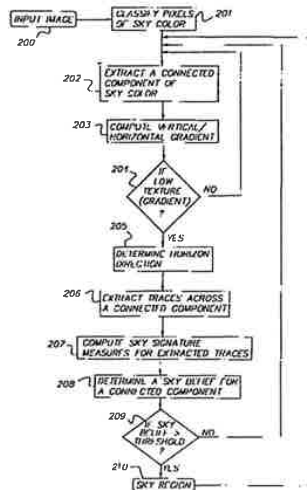 INPUT IMAGE
200
CLASSIFY PIXELS
OF SKY COLOR
201
202
EXTRACT A CONNECTED
COMPONENT OF
SKY COLOR
203
COMPUTE VERTICAL/
HORIZONTAL GRADIENT
204
IF
LOW
TEXTURE
(GRADIENT)
?
NO
YES
205
DETERMINE HORIZON
DIRECTION
206
EXTRACT TRACES ACROSS
A CONNECTED COMPONENT
207
COMPUTE SKY SIGNATURE
MEASURES FOR EXTRACTED TRACES
208
DETERMINE A SKY BELIEF FOR
A CONNECTED COMPONENT
209
IF SKY
BELIEF >
THRESHOLD
?
NO
YES
210
SKY REGION